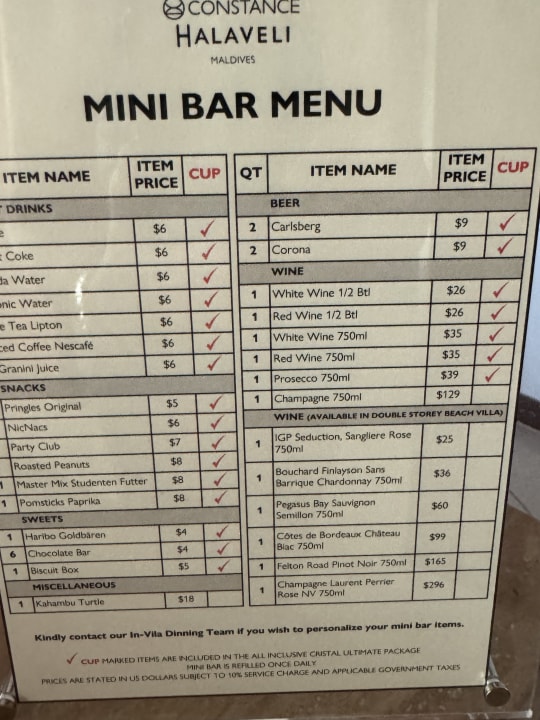 CONSTANCE
HALAVELI
MALDIVES
MINI BAR MENU
ITEM NAME ITEM PRICE CUP
DRINKS
$6 ✓
Coke $6 ✓
Water $6 ✓
Water $6 ✓
Tea Lipton $6 ✓
Coffee Nescafé $6 ✓
Granini Juice $6 ✓
SNACKS
Pringles Original $5 ✓
NicNacs $6 ✓
Party Club $7 ✓
Roasted Peanuts $8 ✓
1 Master Mix Studenten Futter $8 ✓
1 Pomsticks Paprika $8 ✓
SWEETS
1 Haribo Goldbären $4 ✓
6 Chocolate Bar $4 ✓
1 Biscuit Box $5 ✓
MISCELLANEOUS
1 Kahambu Turtle $18
QT ITEM NAME ITEM PRICE CUP
BEER
2 Carlsberg $9 ✓
2 Corona $9 ✓
WINE
1 White Wine 1/2 Btl $26 ✓
1 Red Wine 1/2 Btl $26 ✓
1 White Wine 750ml $35 ✓
1 Red Wine 750ml $35 ✓
1 Prosecco 750ml $39 ✓
1 Champagne 750ml $129
WINE (AVAILABLE IN DOUBLE STOREY BEACH VILLA)
1 IGP Seduction, Sangliere Rose
750ml $25
1 Bouchard Finlayson Sans
Barrique Chardonnay 750ml $36
1 Pegasus Bay Sauvignon
Semillon 750ml $60
1 Côtes de Bordeaux Château
Blac 750ml $99
1 Felton Road Pinot Noir 750ml $165
1 Champagne Laurent Perrier
Rose NV 750ml $296
Kindly contact our In-Vila Dinning Team if you wish to personalize your mini bar items.
✓ CUP MARKED ITEMS ARE INCLUDED IN THE ALL INCLUSIVE CRISTAL ULTIMATE PACKAGE
MINI BAR IS REFILLED ONCE DAILY
PRICES ARE STATED IN US DOLLARS SUBJECT TO 10% SERVICE CHARGE AND APPLICABLE GOVERNMENT TAXES